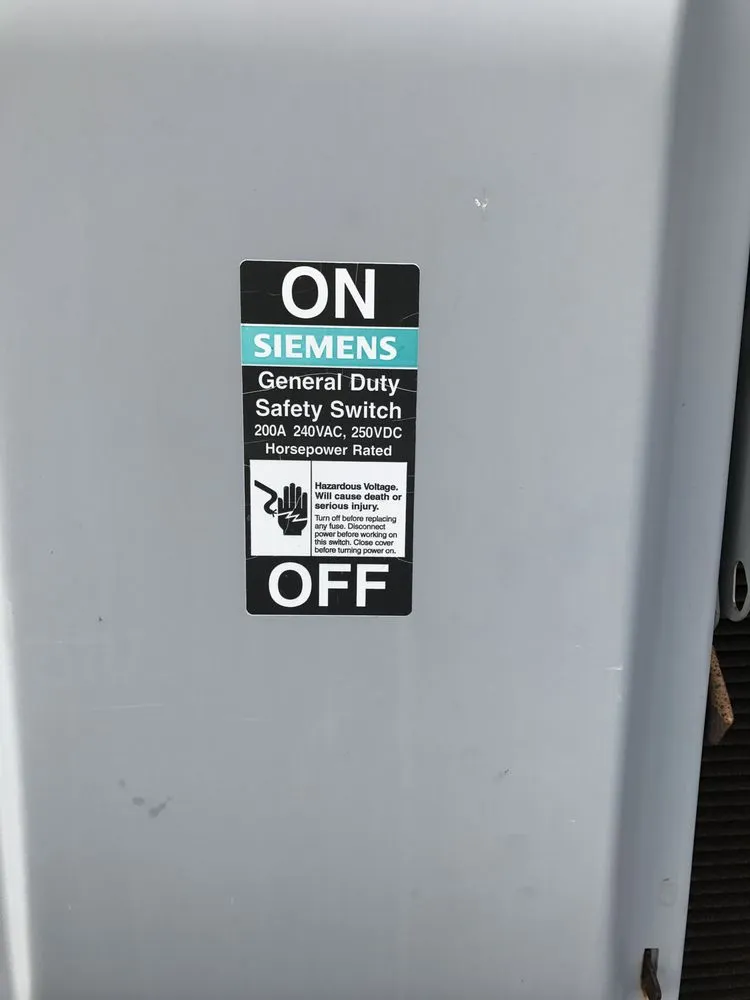 ON
SIEMENS
General Duty
Safety Switch
200A 240VAC, 250VDC
Horsepower Rated
Hazardous Voltage.
Will cause death or
serious injury.
Turn off before replacing
any fuse. Disconnect
power before working on
this switch. Close cover
before turning power on.
OFF